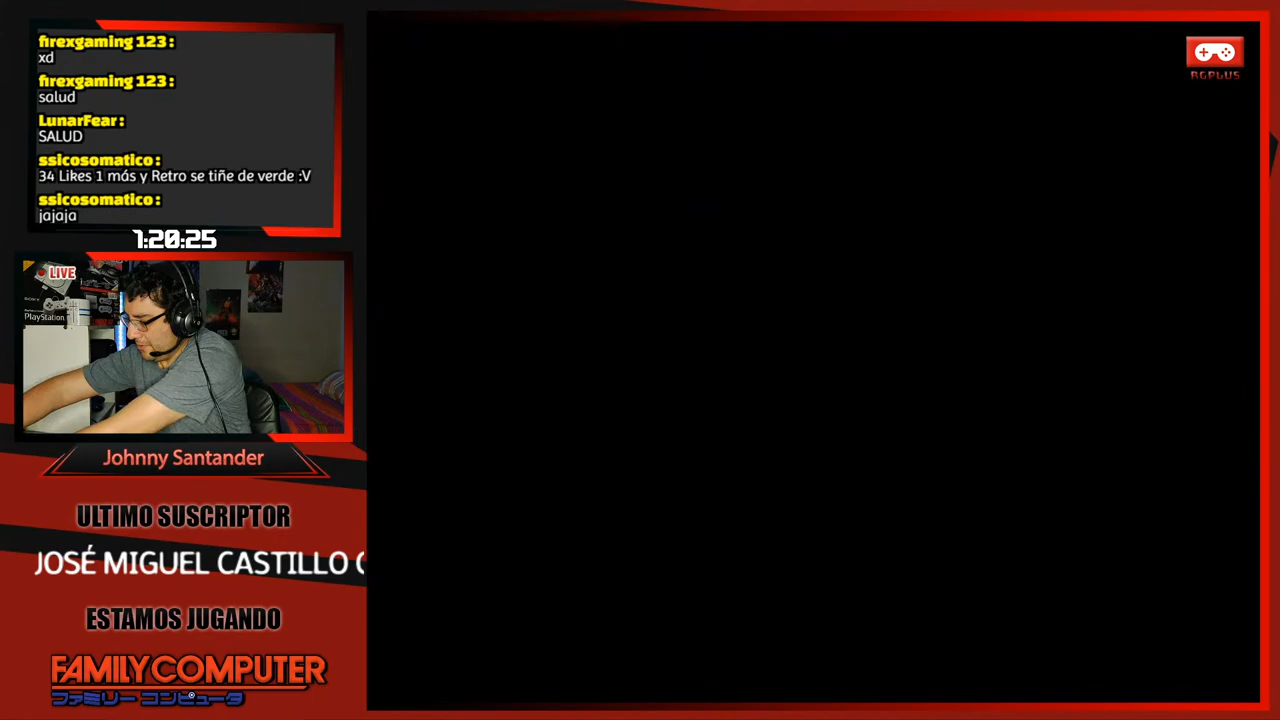 firexgaming 123:
xd
firexgaming 123:
salud
LunarFear:
SALUD
ssicosomatico:
34 Likes 1 más y Retro se tiñe de verde :V
ssicosomatico:
jajaja
1:20:25
LIVE
SONY
PlayStation
Johnny Santander
ULTIMO SUSCRIPTOR
JOSÉ MIGUEL CASTILLO
ESTAMOS JUGANDO
FAMILY COMPUTER
ファミリー コンピュータ
RGPLUS